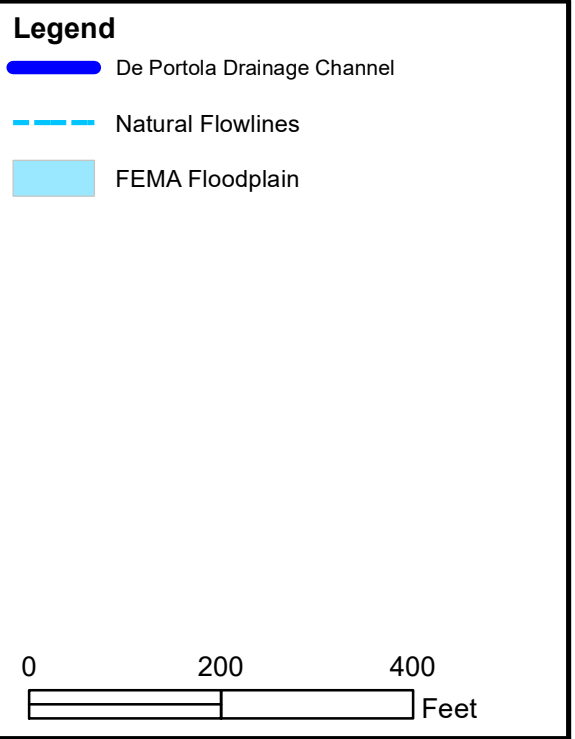 Legend
De Portola Drainage Channel
Natural Flowlines
FEMA Floodplain
0 200 400
Feet